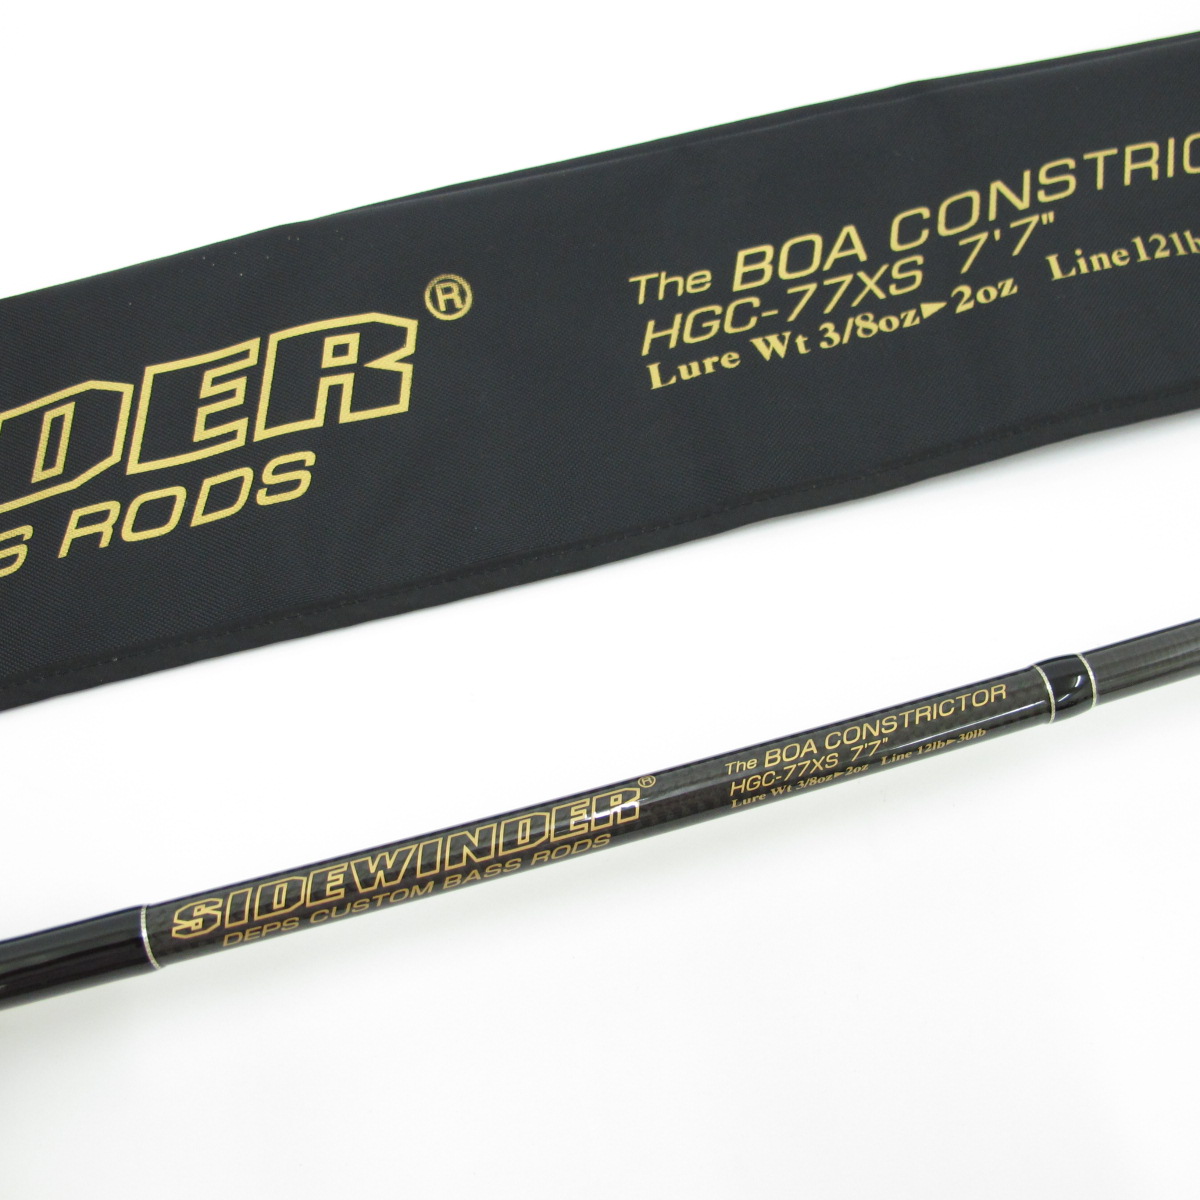 DER®
S RODS
The BOA CONSTRIC
HGC-77XS 7'7"
Lure Wt 3/8oz▶2oz Line12lb
SIDEWINDER®
DEPS CUSTOM BASS RODS
The BOA CONSTRICTOR
HGC-77XS 7'7"
Lure Wt 3/8oz▶2oz Line 12lb▶30lb